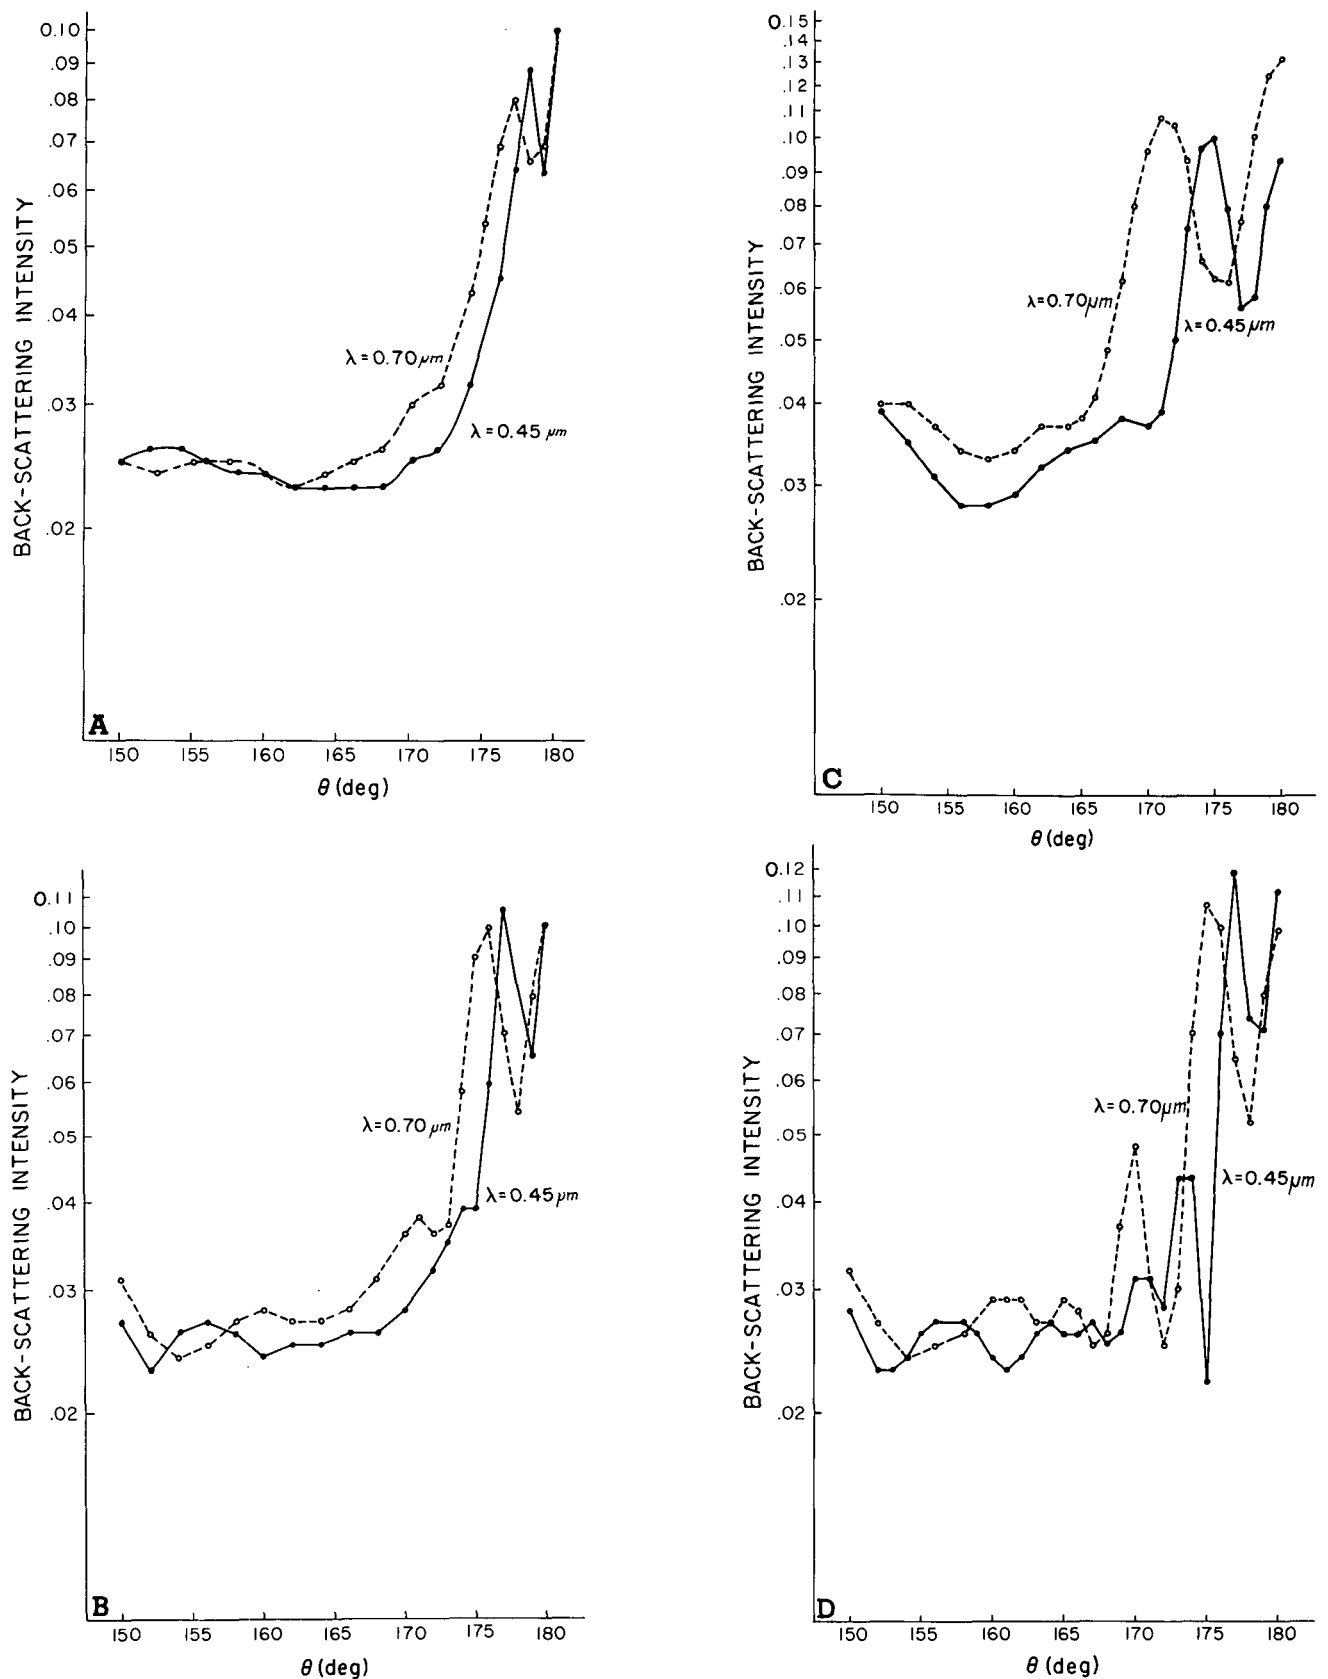 BACK-SCATTERING INTENSITY
0.10
.09
.08
.07
.06
.05
.04
.03
.02
λ=0.70 μm
λ=0.45 μm
A
150 155 160 165 170 175 180
θ (deg)
BACK-SCATTERING INTENSITY
0.15
.14
.13
.12
.11
.10
.09
.08
.07
.06
.05
.04
.03
.02
λ=0.70 μm
λ=0.45 μm
C
150 155 160 165 170 175 180
θ (deg)
BACK-SCATTERING INTENSITY
0.11
.10
.09
.08
.07
.06
.05
.04
.03
.02
λ=0.70 μm
λ=0.45 μm
B
150 155 160 165 170 175 180
θ (deg)
BACK-SCATTERING INTENSITY
0.12
.11
.10
.09
.08
.07
.06
.05
.04
.03
.02
λ=0.70 μm
λ=0.45 μm
D
150 155 160 165 170 175 180
θ (deg)